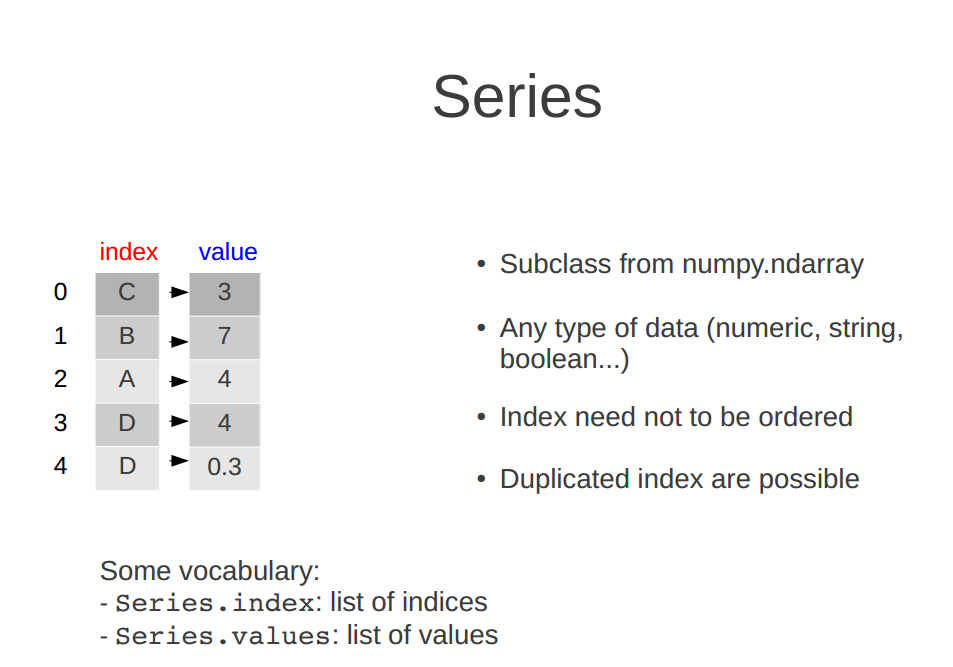 Series
index value
0 C 3
1 B 7
2 A 4
3 D 4
4 D 0.3
• Subclass from numpy.ndarray
• Any type of data (numeric, string,
boolean...)
• Index need not to be ordered
• Duplicated index are possible
Some vocabulary:
- Series.index: list of indices
- Series.values: list of values